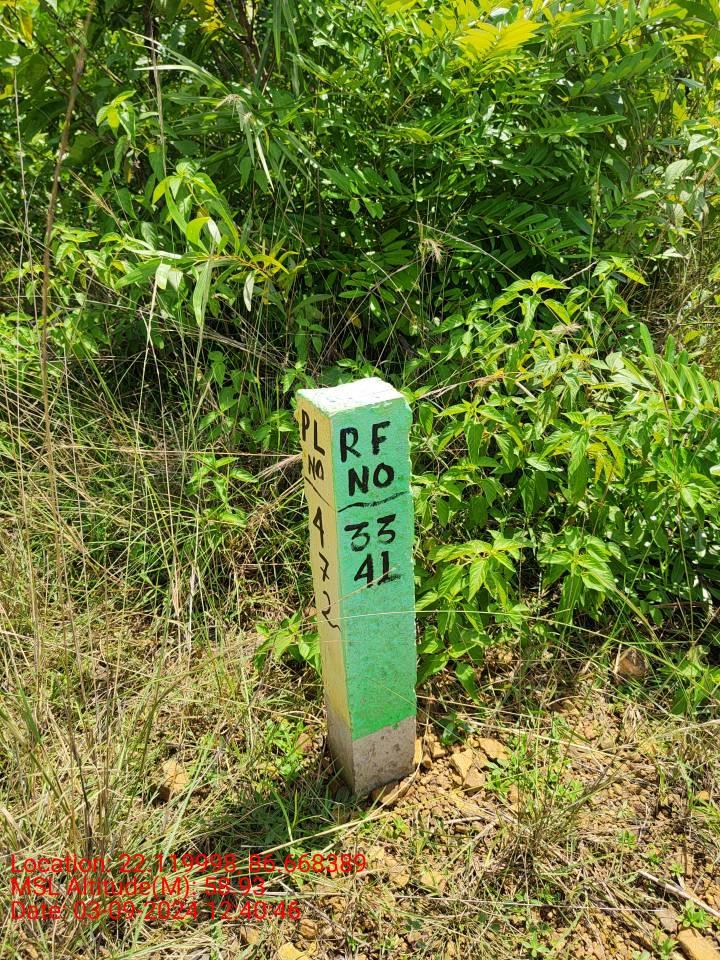 PL
NO
4
7
2
RF
NO
33
41
Location: 22.119998 86.668389
MSL Altitude(M): 58.93
Date: 03-09-2024 12:40:46